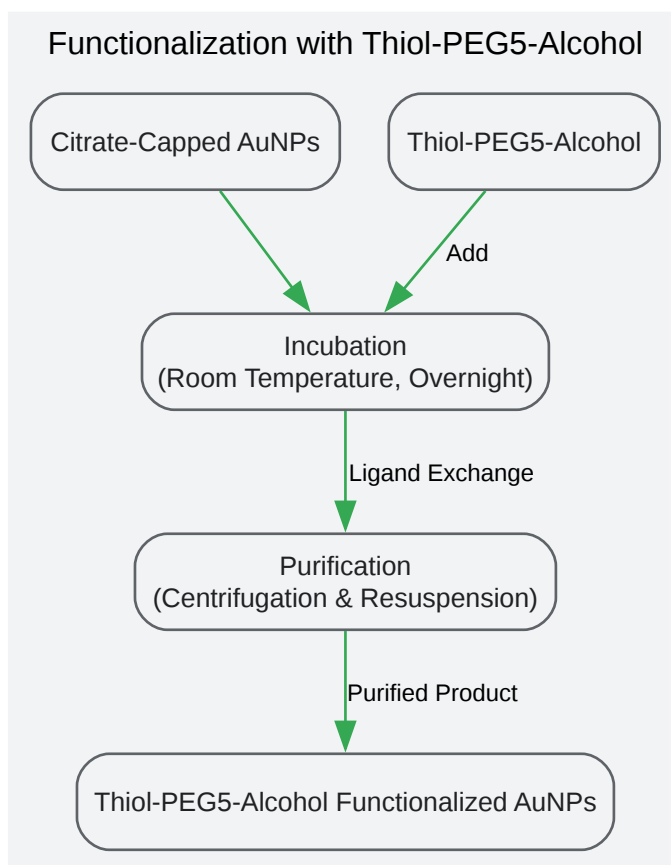 Functionalization with Thiol-PEG5-Alcohol
Citrate-Capped AuNPs
Thiol-PEG5-Alcohol
Add
Incubation
(Room Temperature, Overnight)
Ligand Exchange
Purification
(Centrifugation & Resuspension)
Purified Product
Thiol-PEG5-Alcohol Functionalized AuNPs